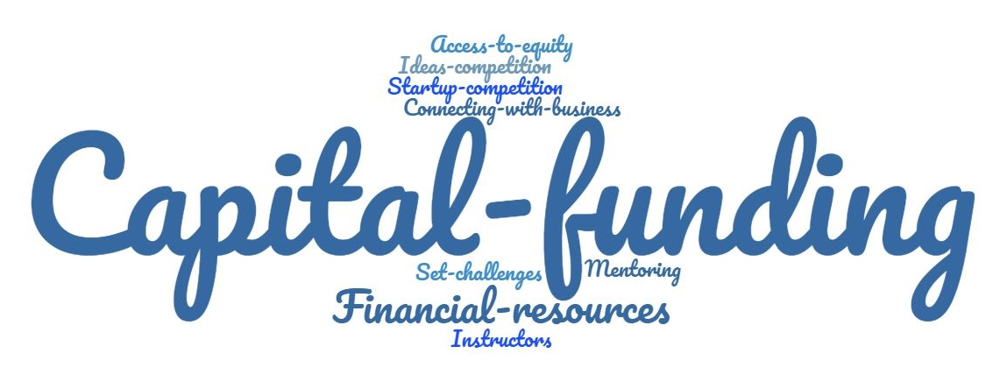 Access-to-equity
Ideas-competition
Startup-competition
Connecting-with-business
Capital-funding
Set-challenges
Mentoring
Financial-resources
Instructors